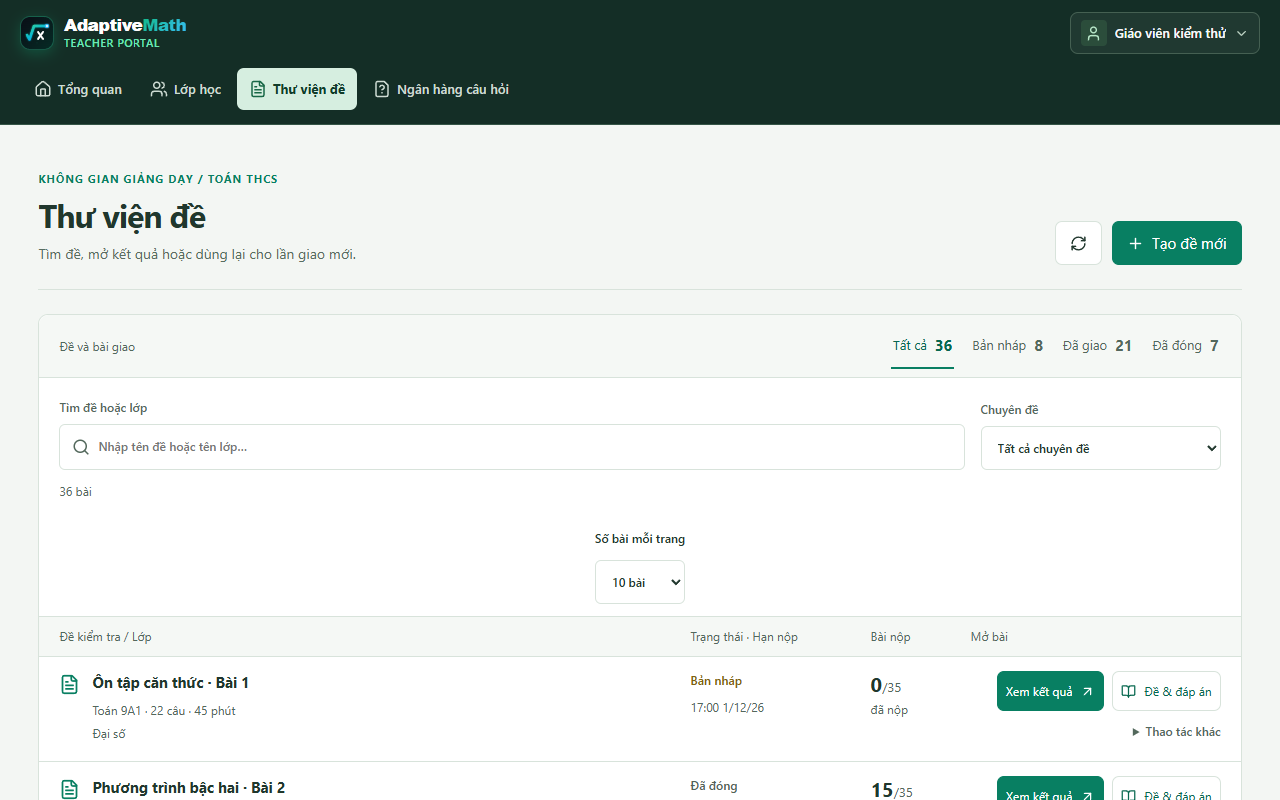 AdaptiveMath
TEACHER PORTAL
Giáo viên kiểm thử
Tổng quan
Lớp học
Thư viện đề
Ngân hàng câu hỏi
KHÔNG GIAN GIẢNG DẠY / TOÁN THCS
Thư viện đề
Tìm đề, mở kết quả hoặc dùng lại cho lần giao mới.
Tạo đề mới
Đề và bài giao
Tất cả 36
Bản nháp 8
Đã giao 21
Đã đóng 7
Tìm đề hoặc lớp
Nhập tên đề hoặc tên lớp...
Chuyên đề
Tất cả chuyên đề
36 bài
Số bài mỗi trang
10 bài
Đề kiểm tra / Lớp
Trạng thái · Hạn nộp
Bài nộp
Mở bài
Ôn tập căn thức · Bài 1
Toán 9A1 · 22 câu · 45 phút
Đại số
Bản nháp
17:00 1/12/26
0/35
đã nộp
Xem kết quả
Đề & đáp án
Thao tác khác
Phương trình bậc hai · Bài 2
Đã đóng
15/35
Xem kết quả
Đề & đáp án